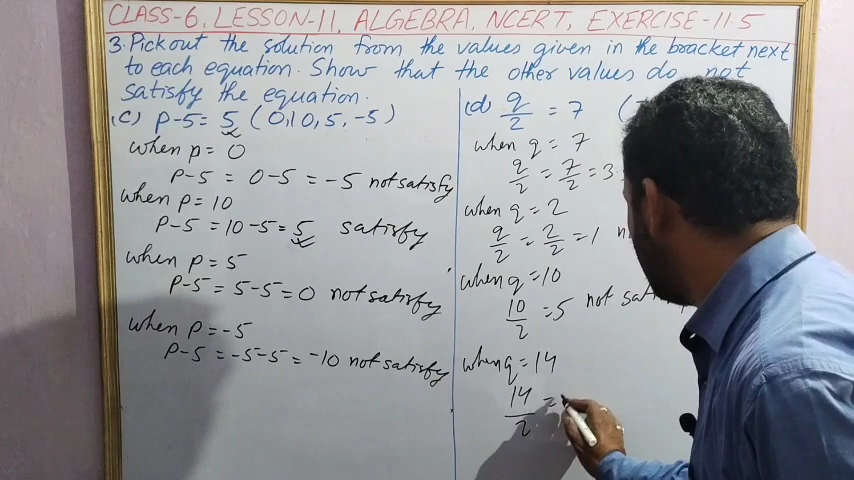 CLASS-6, LESSON-11, ALGEBRA, NCERT, EXERCISE-11.5
3. Pick out the solution from the values given in the bracket next
to each equation. Show that the other values do not
satisfy the equation.
(c) p-5 = 5 (0,10, 5, -5)
when p = 0
p-5 = 0-5 = -5 not satisfy
when p = 10
p-5 = 10-5 = 5 satisfy
when p = 5
p-5 = 5-5 = 0 not satisfy
when p = -5
p-5 = -5-5 = -10 not satisfy
(d) q/2 = 7 (
when q = 7
q/2 = 7/2 = 3.
when q = 2
q/2 = 2/2 = 1
when q = 10
10/2 = 5 not
when q = 14
14/2 =